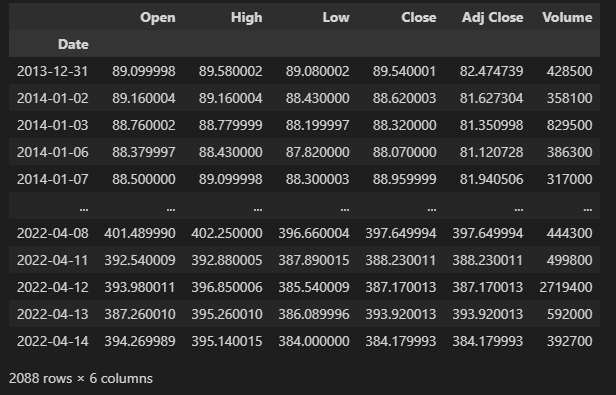 Open High Low Close Adj Close Volume
Date
2013-12-31 89.099998 89.580002 89.080002 89.540001 82.474739 428500
2014-01-02 89.160004 89.160004 88.430000 88.620003 81.627304 358100
2014-01-03 88.760002 88.779999 88.199997 88.320000 81.350998 829500
2014-01-06 88.379997 88.430000 87.820000 88.070000 81.120728 386300
2014-01-07 88.500000 89.099998 88.300003 88.959999 81.940506 317000
... ... ... ... ... ... ...
2022-04-08 401.489990 402.250000 396.660004 397.649994 397.649994 444300
2022-04-11 392.540009 392.880005 387.890015 388.230011 388.230011 499800
2022-04-12 393.980011 396.850006 385.540009 387.170013 387.170013 2719400
2022-04-13 387.260010 395.260010 386.089996 393.920013 393.920013 592000
2022-04-14 394.269989 395.140015 384.000000 384.179993 384.179993 392700
2088 rows × 6 columns